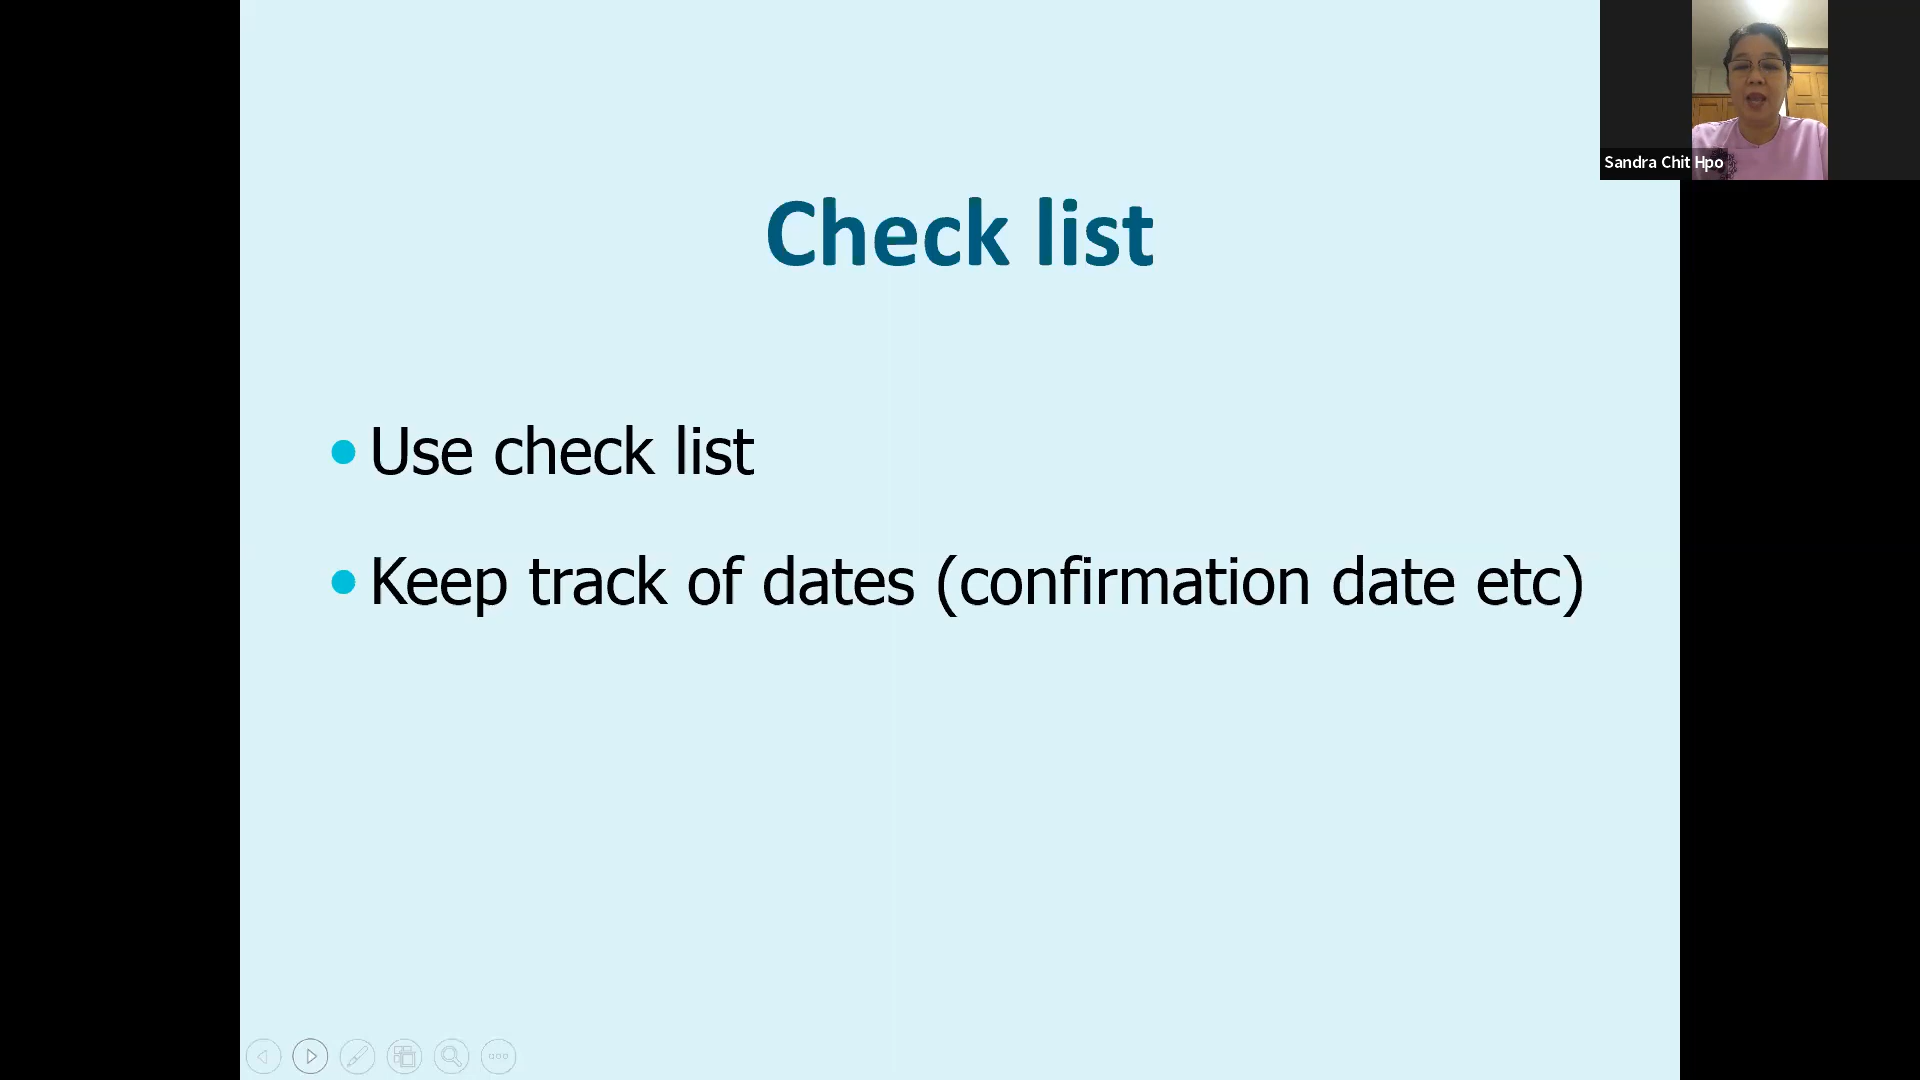 Sandra Chit Hpo
Check list
Use check list
Keep track of dates (confirmation date etc)